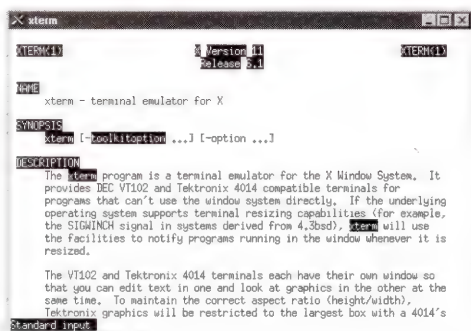 xterm
XTERM(1) X Version 11 XTERM(1)
Release 6.1
NAME
xterm - terminal emulator for X
SYNOPSIS
xterm [-toolkitoption ...] [-option ...]
DESCRIPTION
The xterm program is a terminal emulator for the X Window System. It
provides DEC VT102 and Tektronix 4014 compatible terminals for
programs that can't use the window system directly. If the underlying
operating system supports terminal resizing capabilities (for example,
the SIGWINCH signal in systems derived from 4.3bsd), xterm will use
the facilities to notify programs running in the window whenever it is
resized.
The VT102 and Tektronix 4014 terminals each have their own window so
that you can edit text in one and look at graphics in the other at the
same time. To maintain the correct aspect ratio (height/width),
Tektronix graphics will be restricted to the largest box with a 4014's
Standard input